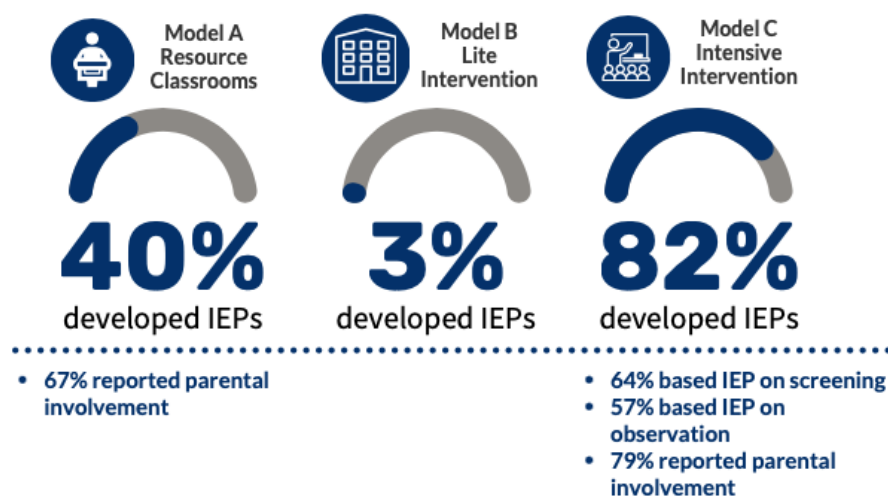 Model A
Resource
Classrooms
40%
developed IEPs
• 67% reported parental
involvement
Model B
Lite
Intervention
3%
developed IEPs
Model C
Intensive
Intervention
82%
developed IEPs
• 64% based IEP on screening
• 57% based IEP on
observation
• 79% reported parental
involvement